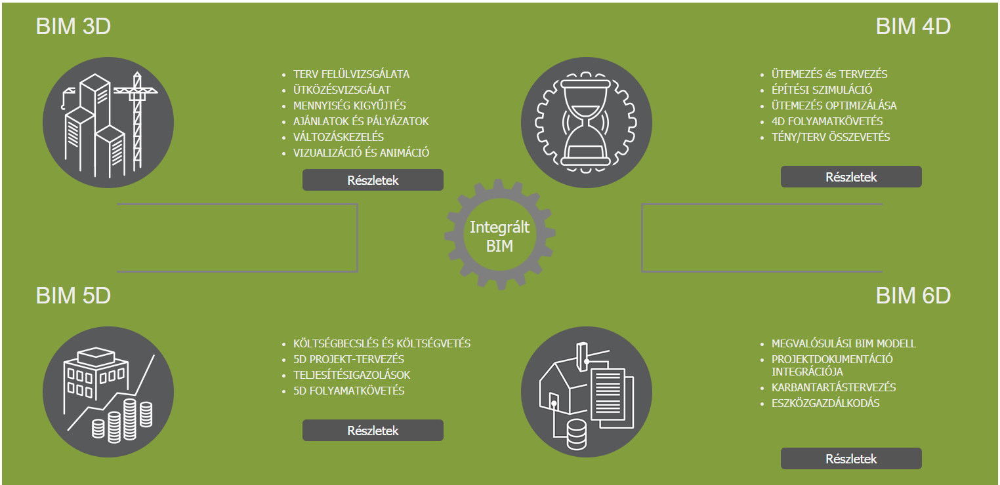 BIM 3D
TERV FELÜLVIZSGÁLATA
ÜTKÖZÉSVIZSGÁLAT
MENNYISÉG KIGYŰJTÉS
AJÁNLATOK ÉS PÁLYÁZATOK
VÁLTOZÁSKEZELÉS
VIZUALIZÁCIÓ ÉS ANIMÁCIÓ
Részletek
BIM 4D
ÜTEMEZÉS és TERVEZÉS
ÉPÍTÉSI SZIMULÁCIÓ
ÜTEMEZÉS OPTIMIZÁLÁSA
4D FOLYAMATKÖVETÉS
TÉNY/TERV ÖSSZEVETÉS
Részletek
Integrált
BIM
BIM 5D
KÖLTSÉGBECSLÉS ÉS KÖLTSÉGVETÉS
5D PROJEKT-TERVEZÉS
TELJESÍTÉSIGAZOLÁSOK
5D FOLYAMATKÖVETÉS
Részletek
BIM 6D
MEGVALÓSULÁSI BIM MODELL
PROJEKTDOKUMENTÁCIÓ
INTEGRÁCIÓJA
KARBANTARTÁSTERVEZÉS
ESZKÖZGAZDÁLKODÁS
Részletek